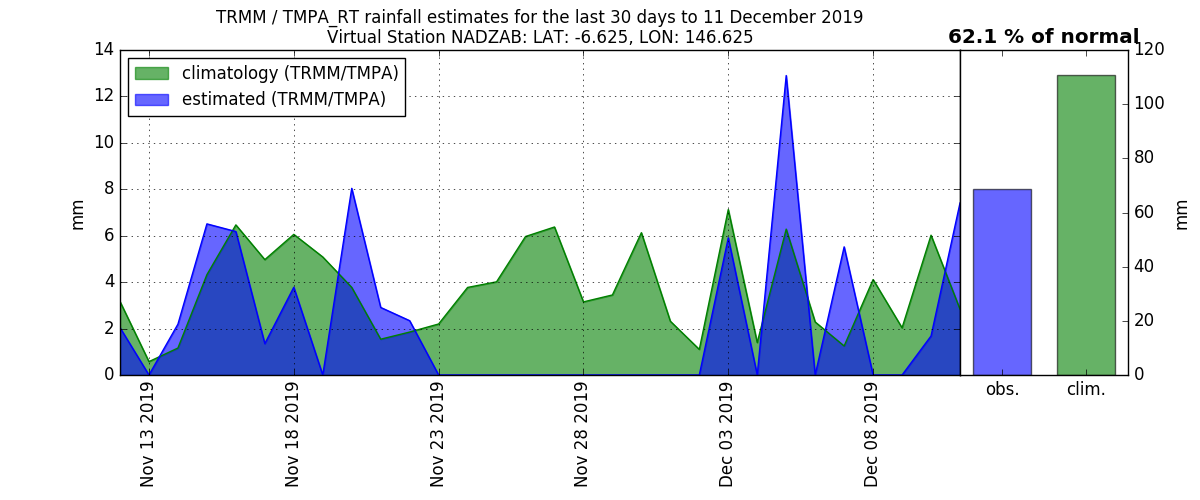 TRMM / TMPA_RT rainfall estimates for the last 30 days to 11 December 2019
Virtual Station NADZAB: LAT: -6.625, LON: 146.625
62.1 % of normal
climatology (TRMM/TMPA)
estimated (TRMM/TMPA)
14
12
10
8
6
4
2
0
mm
Nov 13 2019
Nov 18 2019
Nov 23 2019
Nov 28 2019
Dec 03 2019
Dec 08 2019
obs.
clim.
120
100
80
60
40
20
0
mm